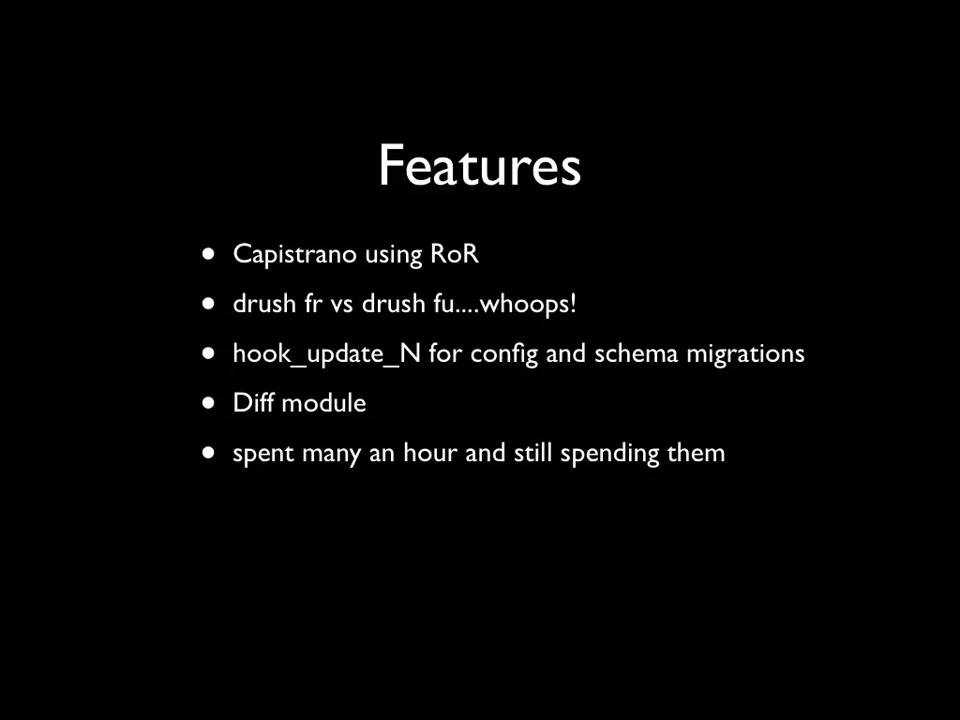 Features
• Capistrano using RoR
• drush fr vs drush fu....whoops!
• hook_update_N for config and schema migrations
• Diff module
• spent many an hour and still spending them